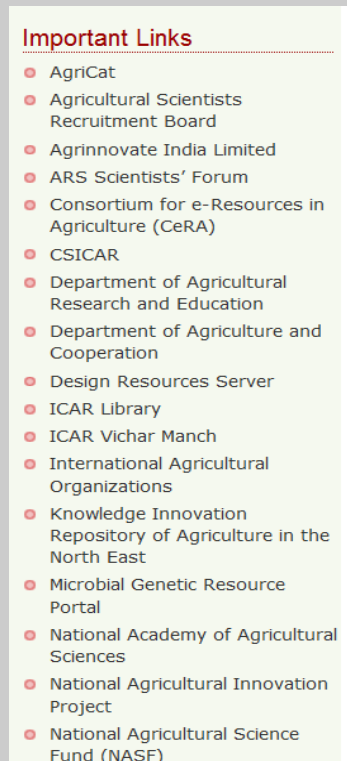 Important Links
AgriCat
Agricultural Scientists
Recruitment Board
Agrinnovate India Limited
ARS Scientists' Forum
Consortium for e-Resources in
Agriculture (CeRA)
CSICAR
Department of Agricultural
Research and Education
Department of Agriculture and
Cooperation
Design Resources Server
ICAR Library
ICAR Vichar Manch
International Agricultural
Organizations
Knowledge Innovation
Repository of Agriculture in the
North East
Microbial Genetic Resource
Portal
National Academy of Agricultural
Sciences
National Agricultural Innovation
Project
National Agricultural Science
Fund (NASF)